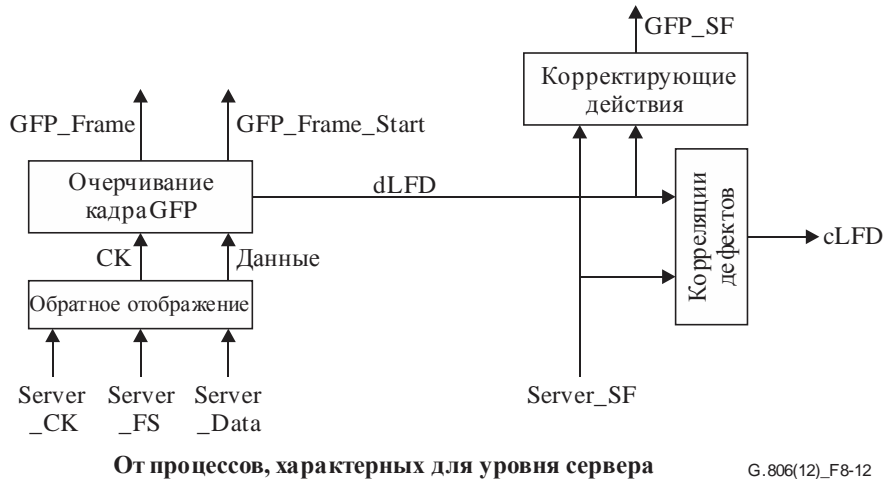 GFP_SF
Корректирующие
действия
GFP_Frame
GFP_Frame_Start
Очерчивание
кадра GFP
dLFD
Корреляции
дефектов
cLFD
CK
Данные
Обратное отображение
Server
_CK
Server
_FS
Server
_Data
Server_SF
От процессов, характерных для уровня сервера
G.806(12)_F8-12